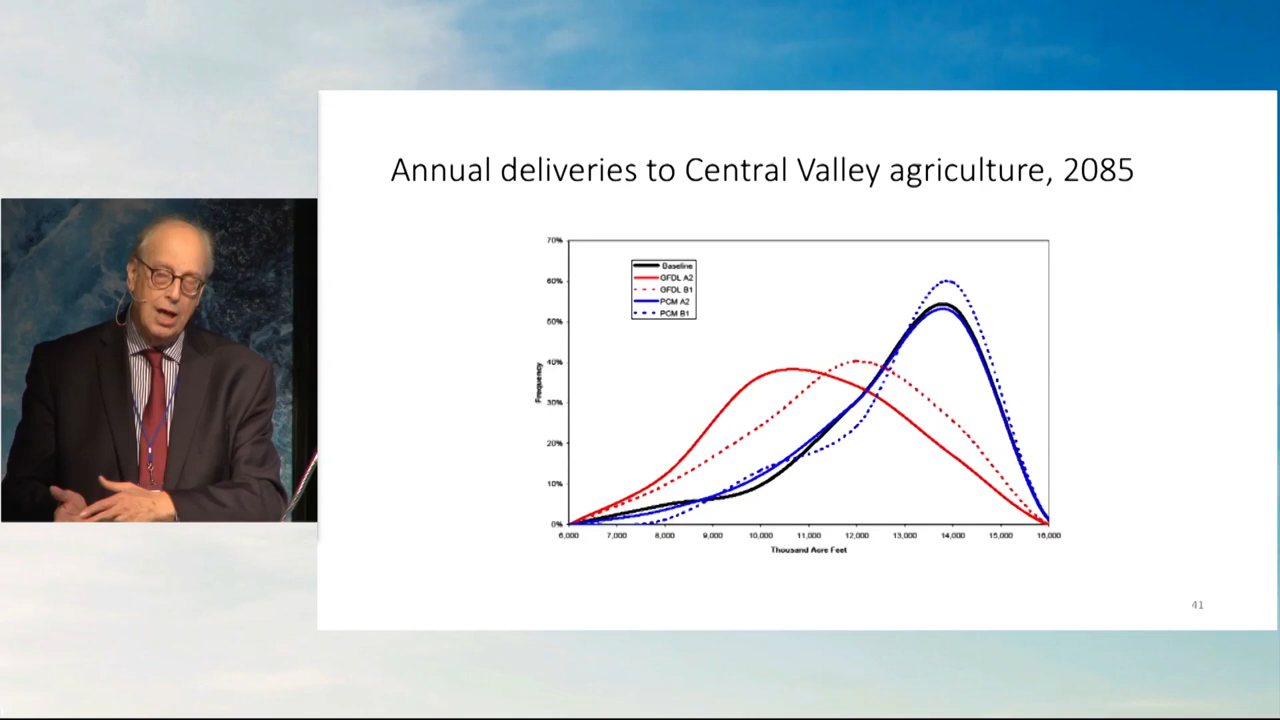 Annual deliveries to Central Valley agriculture, 2085
70%
60%
50%
40%
30%
20%
10%
0%
Frequency
Baseline
GFDL A2
GFDL B1
PCM A2
PCM B1
6,000 7,000 8,000 9,000 10,000 11,000 12,000 13,000 14,000 15,000 16,000
Thousand Acre Feet
41